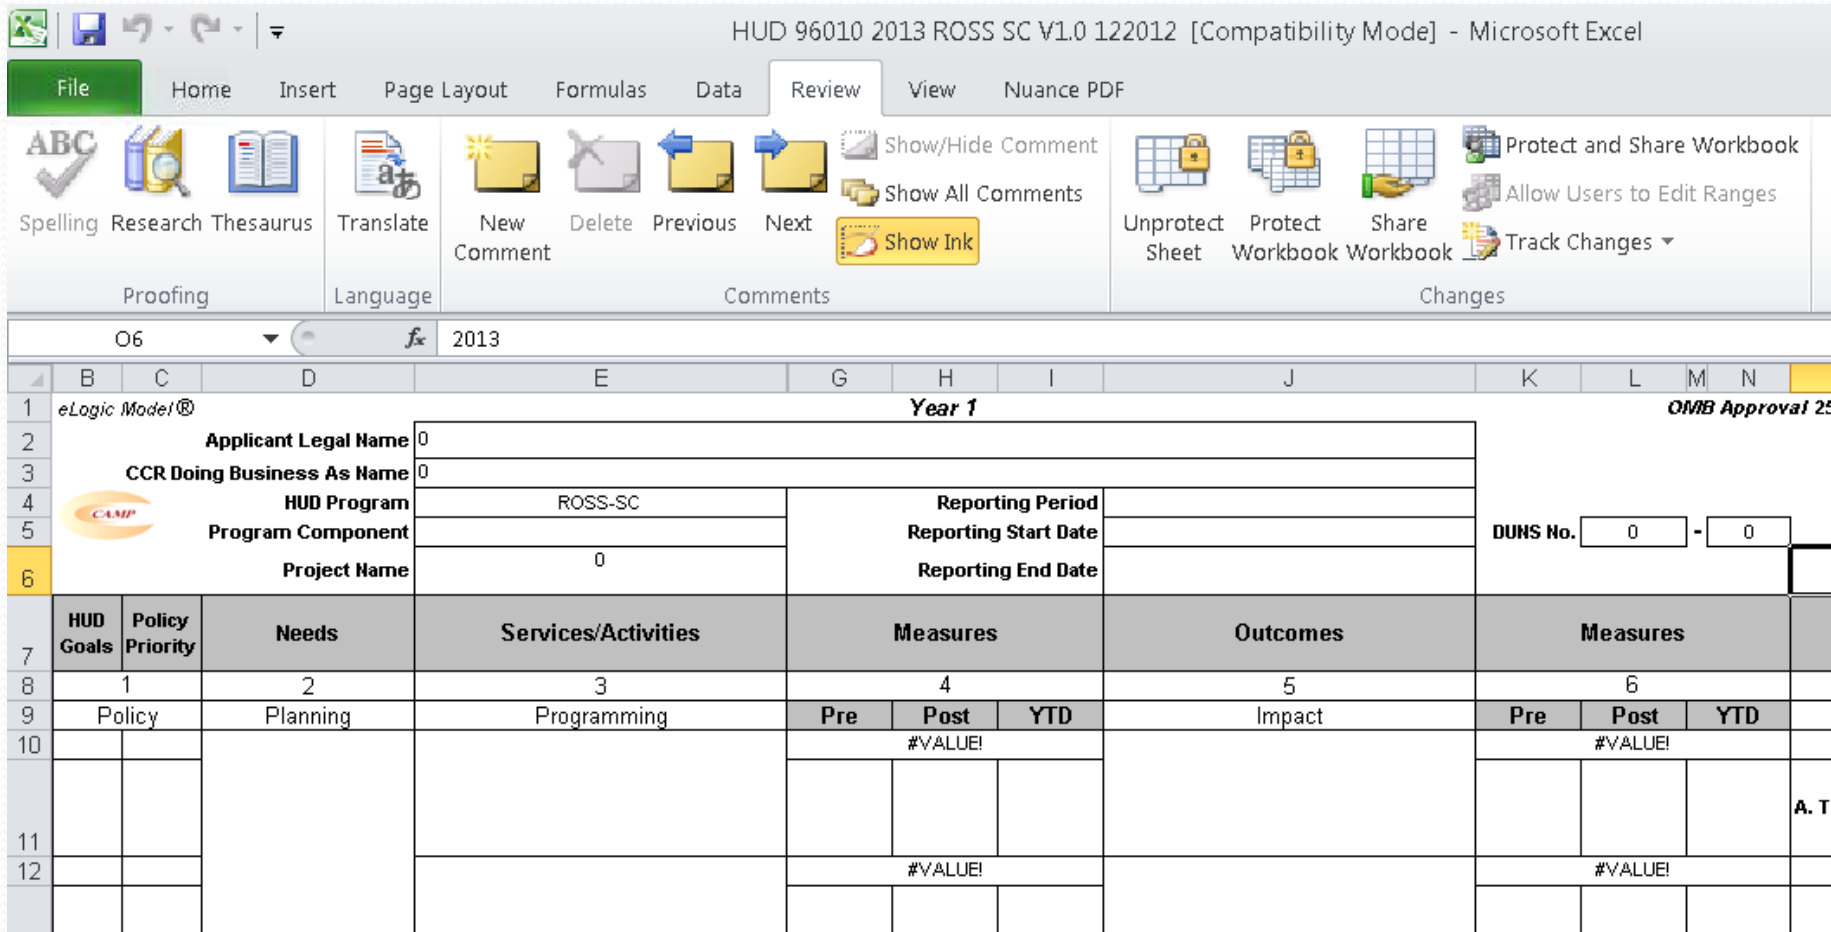 HUD 96010 2013 ROSS SC V1.0 122012 [Compatibility Mode] - Microsoft Excel
File Home Insert Page Layout Formulas Data Review View Nuance PDF
ABC
Spelling Research Thesaurus
Proofing
Translate
Language
New Comment Delete Previous Next
Show/Hide Comment
Show All Comments
Show Ink
Comments
Unprotect Sheet Protect Workbook Share Workbook
Protect and Share Workbook
Allow Users to Edit Ranges
Track Changes
Changes
O6 fx 2013
B C D E G H I J K L M N
1 eLogic Model® Year 1 OMB Approval 25
2 Applicant Legal Name 0
3 CCR Doing Business As Name 0
4 CAMP HUD Program ROSS-SC Reporting Period
5 Program Component Reporting Start Date DUNS No. 0 - 0
6 Project Name 0 Reporting End Date
7 HUD Goals Policy Priority Needs Services/Activities Measures Outcomes Measures
8 1 2 3 4 5 6
9 Policy Planning Programming Pre Post YTD Impact Pre Post YTD
10 #VALUE! #VALUE!
11 A. T
12 #VALUE! #VALUE!